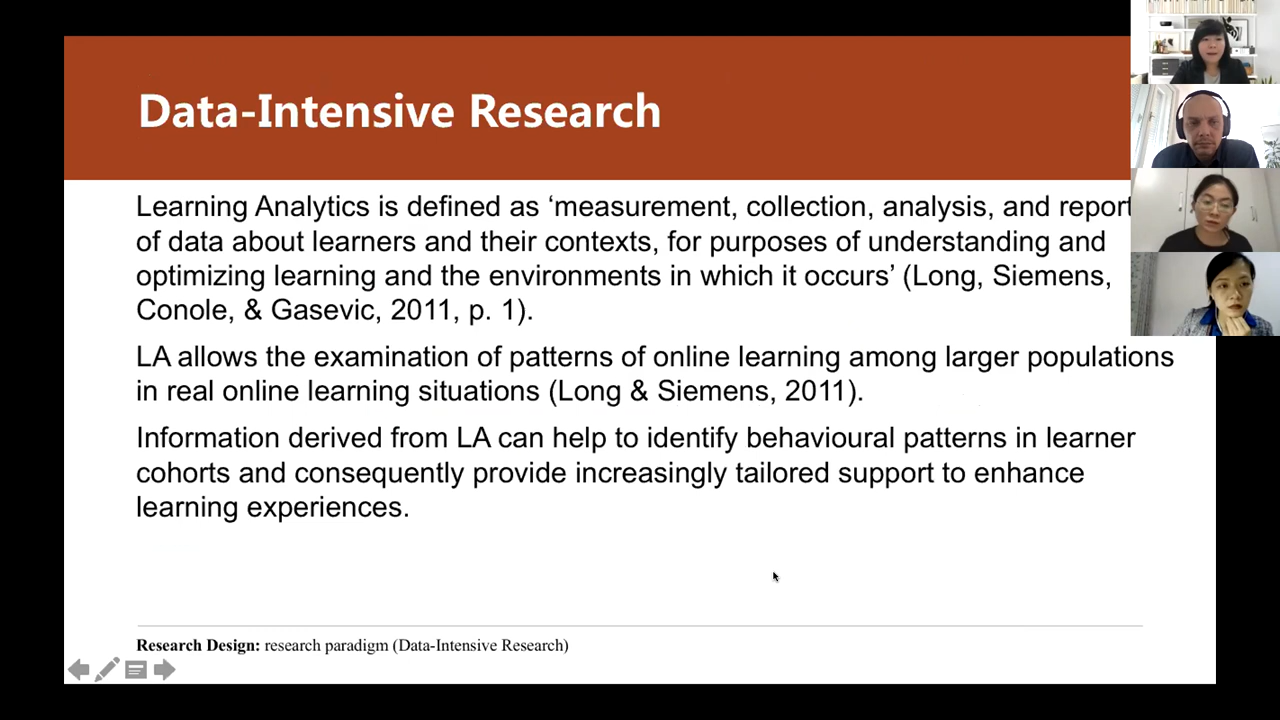 Data-Intensive Research
Learning Analytics is defined as ‘measurement, collection, analysis, and report
of data about learners and their contexts, for purposes of understanding and
optimizing learning and the environments in which it occurs’ (Long, Siemens,
Conole, & Gasevic, 2011, p. 1).
LA allows the examination of patterns of online learning among larger populations
in real online learning situations (Long & Siemens, 2011).
Information derived from LA can help to identify behavioural patterns in learner
cohorts and consequently provide increasingly tailored support to enhance
learning experiences.
Research Design: research paradigm (Data-Intensive Research)